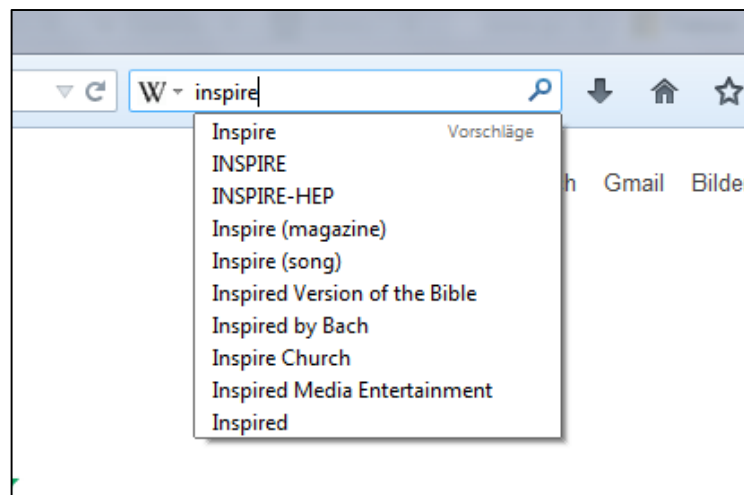 W inspire
Inspire Vorschläge
INSPIRE
h Gmail Bilde
INSPIRE-HEP
Inspire (magazine)
Inspire (song)
Inspired Version of the Bible
Inspired by Bach
Inspire Church
Inspired Media Entertainment
Inspired